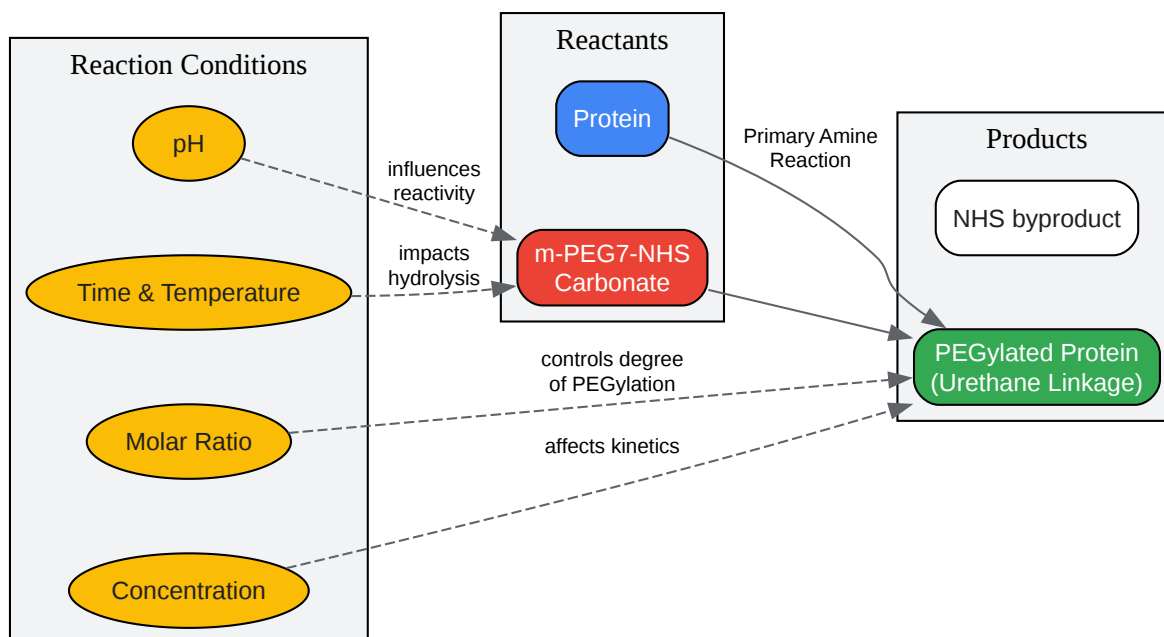 Reaction Conditions
pH
Time & Temperature
Molar Ratio
Concentration
influences
reactivity
impacts
hydrolysis
controls degree
of PEGylation
affects kinetics
Reactants
Protein
m-PEG7-NHS
Carbonate
Primary Amine
Reaction
Products
NHS byproduct
PEGylated Protein
(Urethane Linkage)